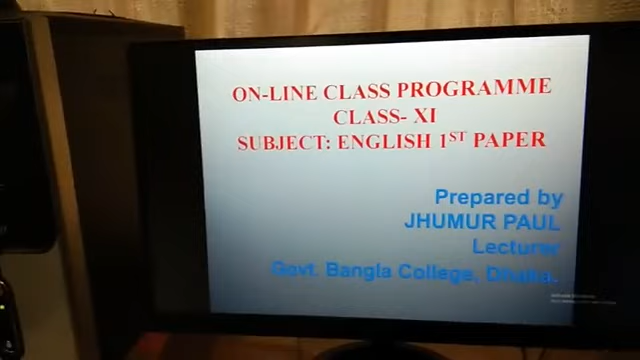 ON-LINE CLASS PROGRAMME
CLASS- XI
SUBJECT: ENGLISH 1ST PAPER
Prepared by
JHUMUR PAUL
Lecturer
Govt. Bangla College, Dhaka.